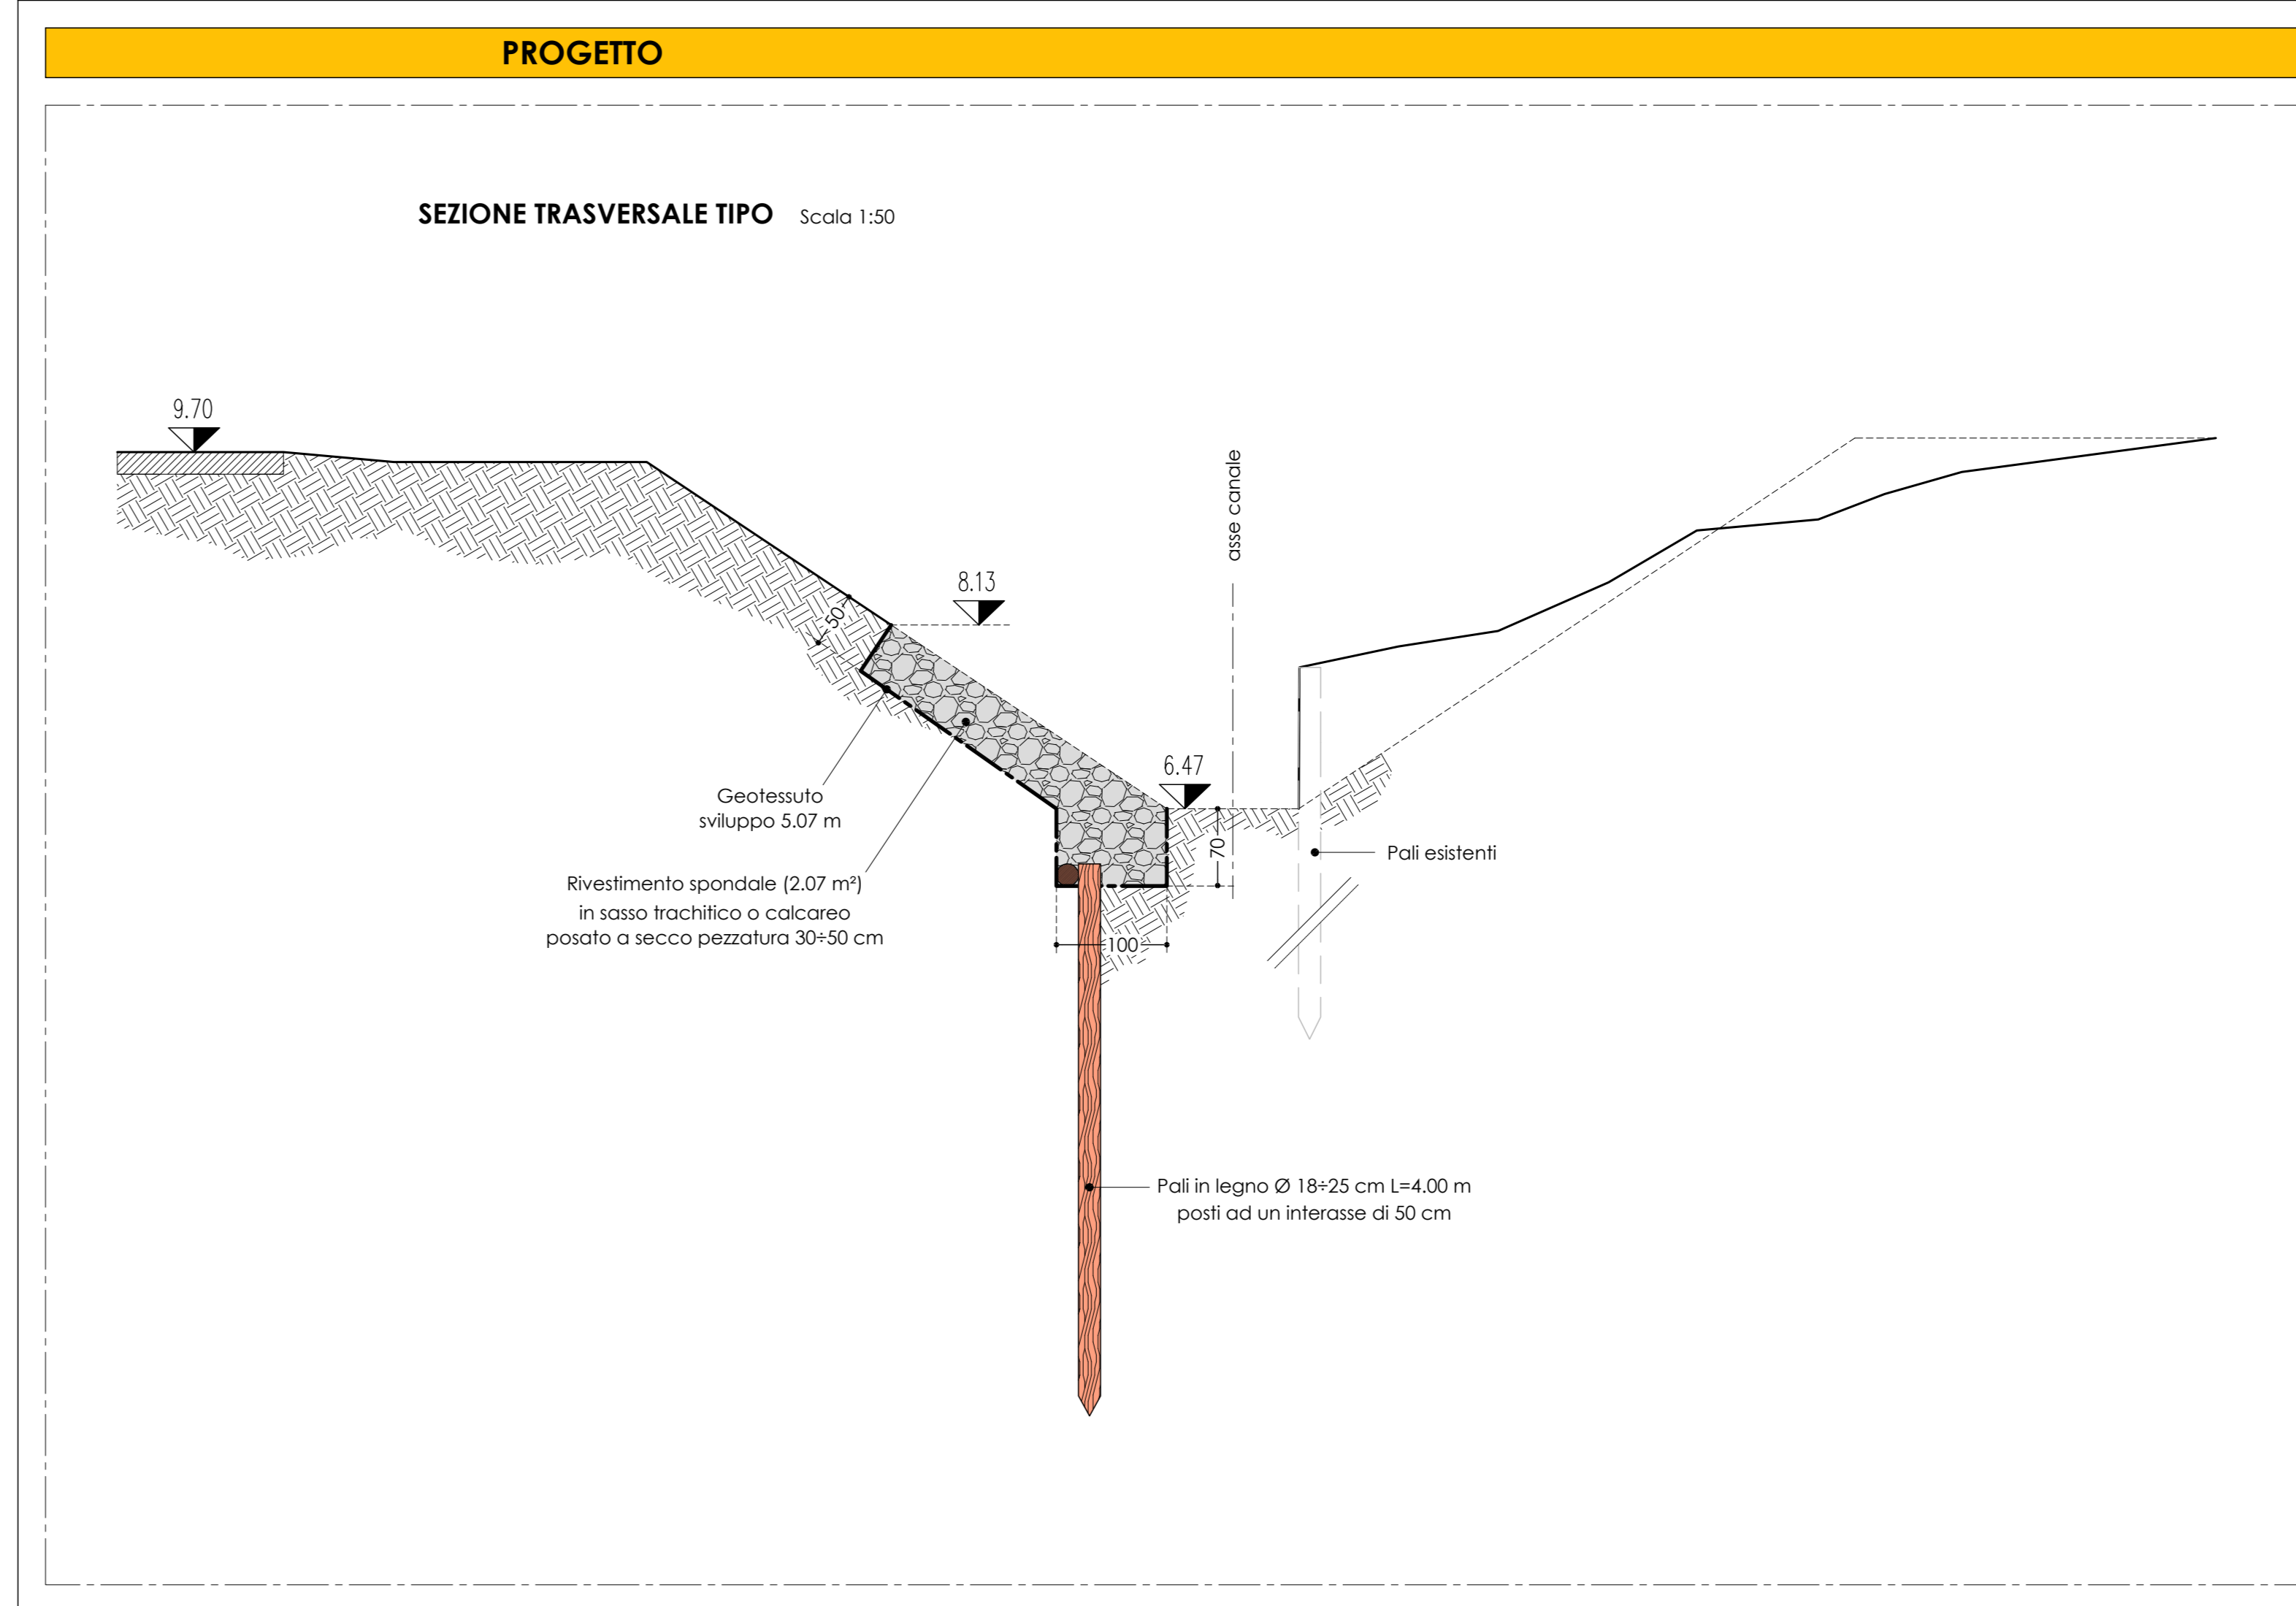 PROGETTO
SEZIONE TRASVERSALE TIPO Scala 1:50
9.70
asse canale
8.13
50
6.47
Geotessuto
sviluppo 5.07 m
70
Pali esistenti
Rivestimento spondale (2.07 m²)
in sasso trachitico o calcareo
posato a secco pezzatura 30÷50 cm
100
Pali in legno Ø 18÷25 cm L=4.00 m
posti ad un interasse di 50 cm